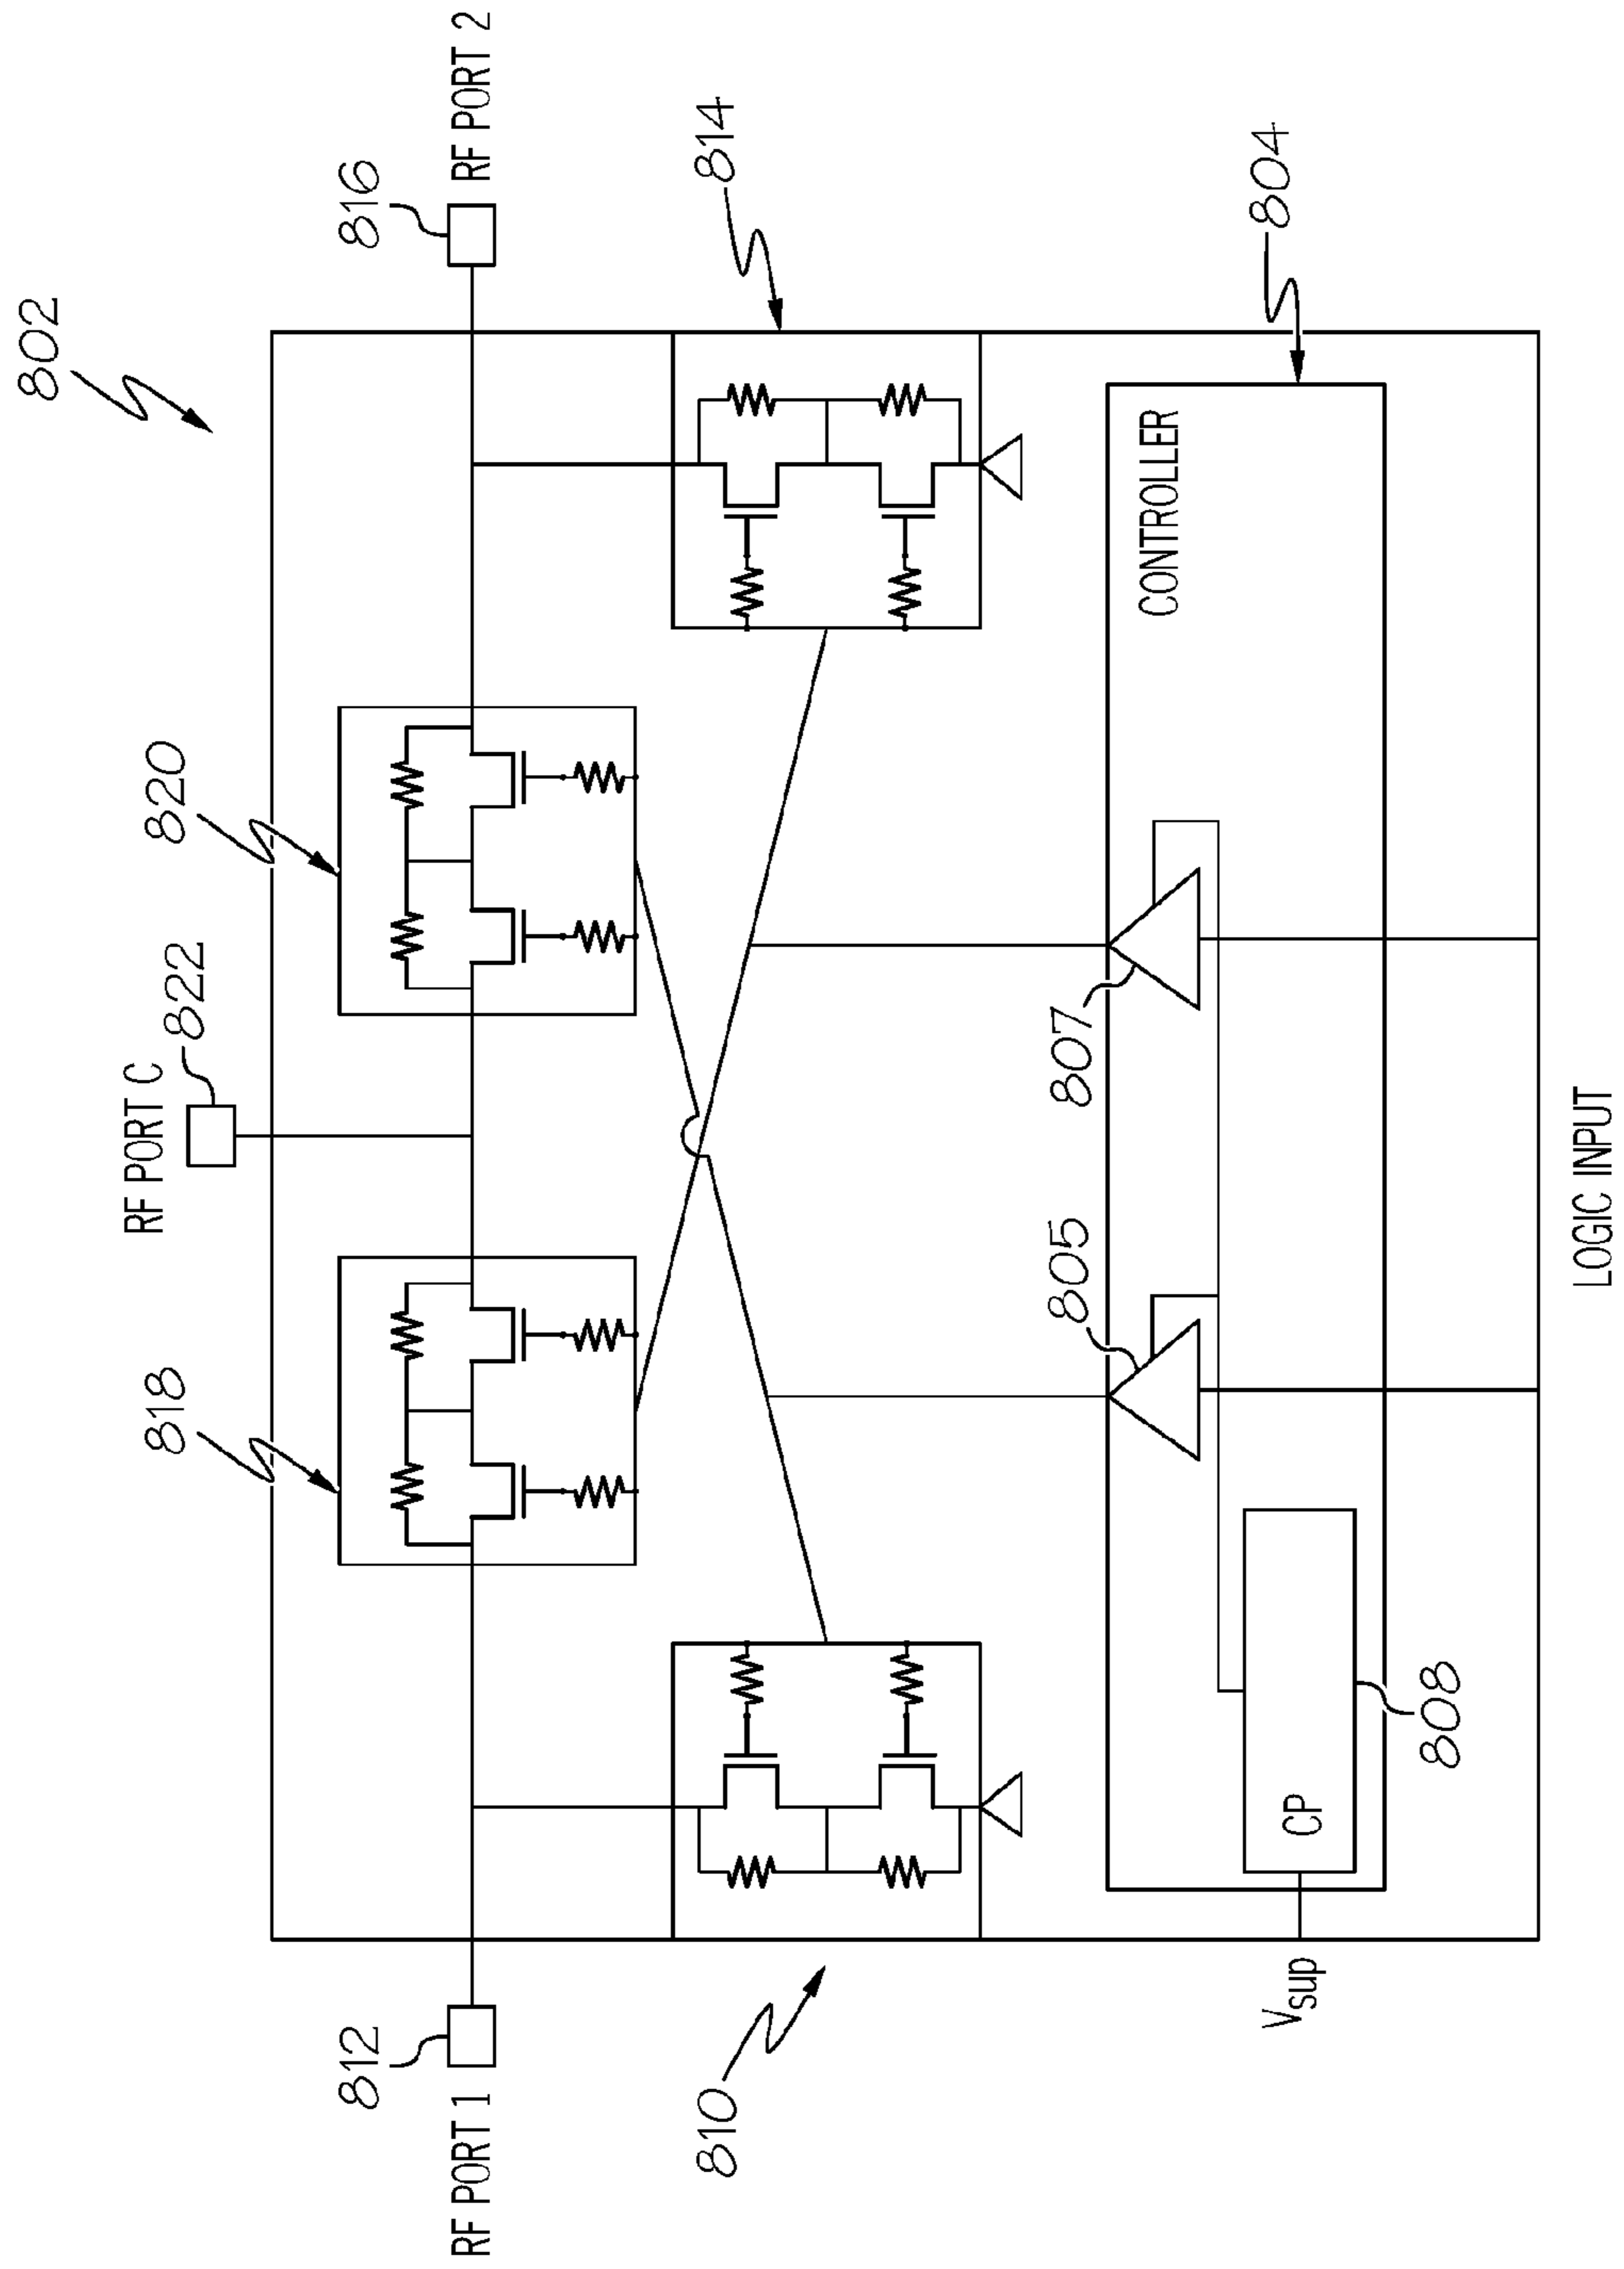 802
RF PORT C
822
818
820
812
RF PORT 1
816
RF PORT 2
810
814
805
807
804
CONTROLLER
CP
808
Vsup
LOGIC INPUT